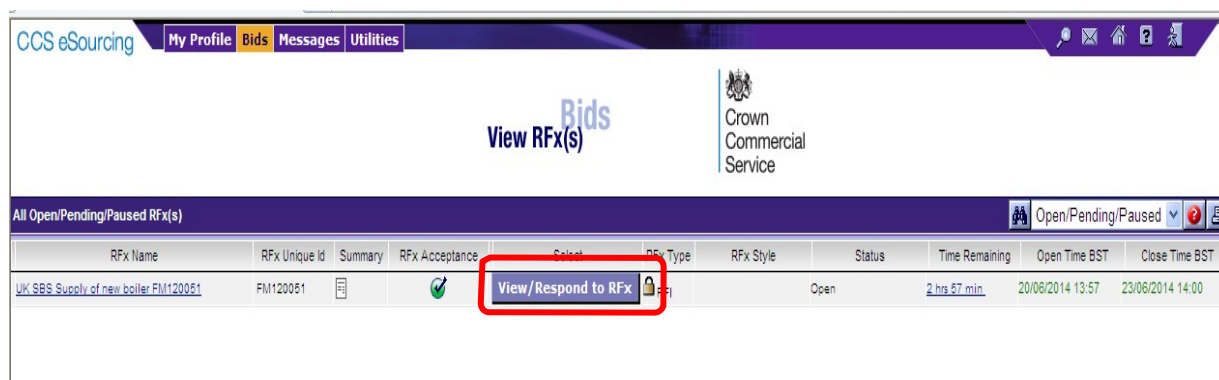 CCS eSourcing
My Profile Bids Messages Utilities
Bids
View RFx(s)
Crown
Commercial
Service
All Open/Pending/Paused RFx(s) Open/Pending/Paused
RFx Name RFx Unique Id Summary RFx Acceptance Select RFx Type RFx Style Status Time Remaining Open Time BST Close Time BST
UK SBS Supply of new boiler FM120051 FM120051 View/Respond to RFx RFI Open 2 hrs 57 min 20/06/2014 13:57 23/06/2014 14:00